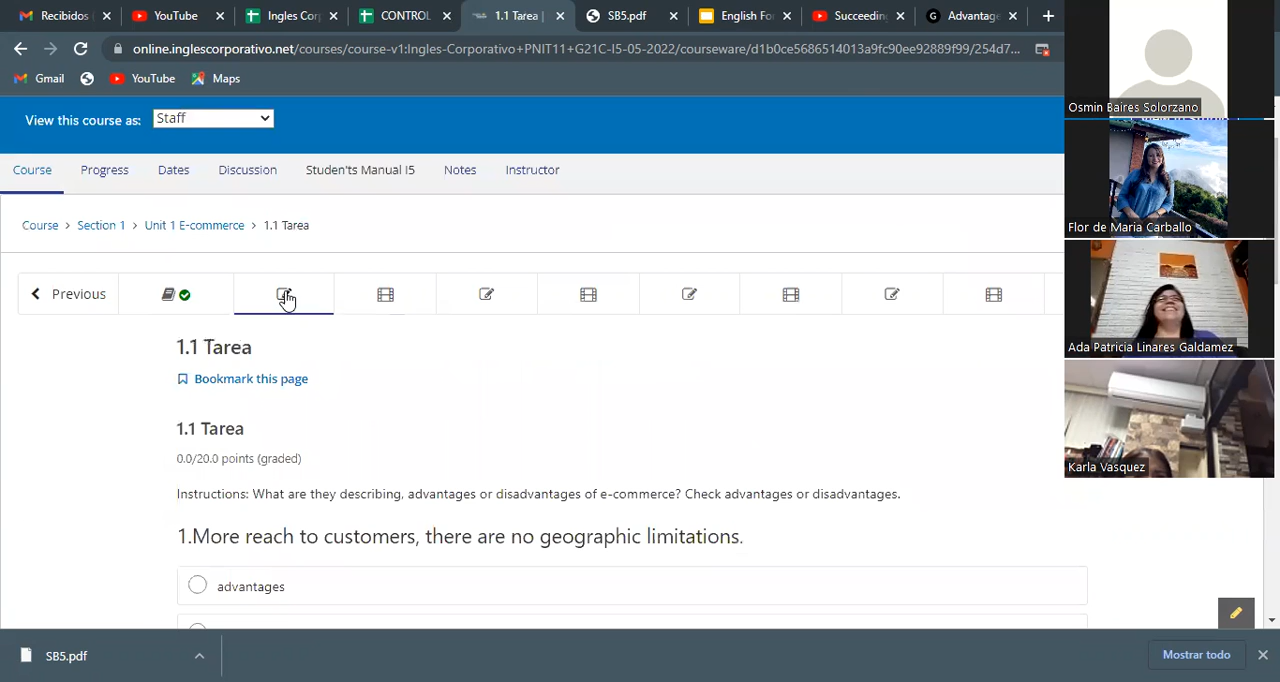 Recibidos
YouTube
Ingles Cor
CONTROL
1.1 Tarea |
SB5.pdf
English Fo
Succeeding
Advantage
online.inglescorporativo.net/courses/course-v1:Ingles-Corporativo+PNIT11+G21C-I5-05-2022/courseware/d1b0ce5686514013a9fc90ee92889f99/254d7...
Gmail
YouTube
Maps
View this course as:
Staff
Course
Progress
Dates
Discussion
Studen'ts Manual I5
Notes
Instructor
Course > Section 1 > Unit 1 E-commerce > 1.1 Tarea
Previous
1.1 Tarea
Bookmark this page
1.1 Tarea
0.0/20.0 points (graded)
Instructions: What are they describing, advantages or disadvantages of e-commerce? Check advantages or disadvantages.
1.More reach to customers, there are no geographic limitations.
advantages
SB5.pdf
Mostrar todo
Osmin Baires Solorzano
Flor de Maria Carballo
Ada Patricia Linares Galdamez
Karla Vasquez